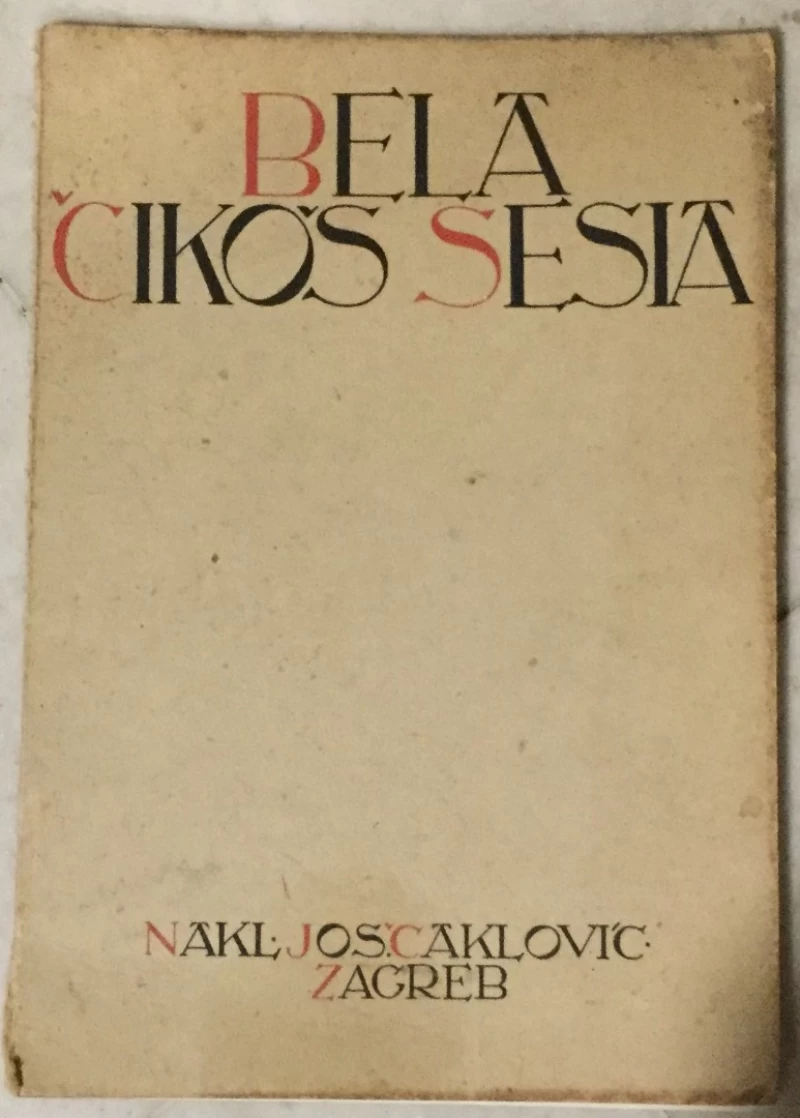 BELA
ČIKOŠ SESIA
NAKL· JOS. ČAKLOVIĆ·
ZAGREB